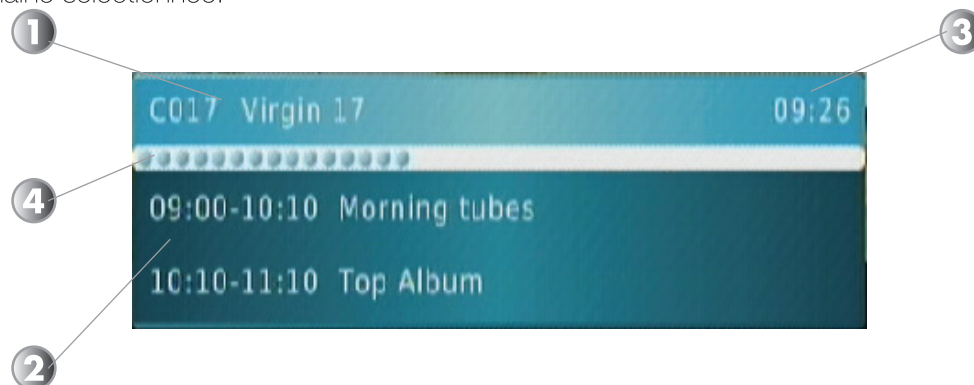 sélectionnée.
1
3
C017 Virgin 17 09:26
4
09:00-10:10 Morning tubes
10:10-11:10 Top Album
2